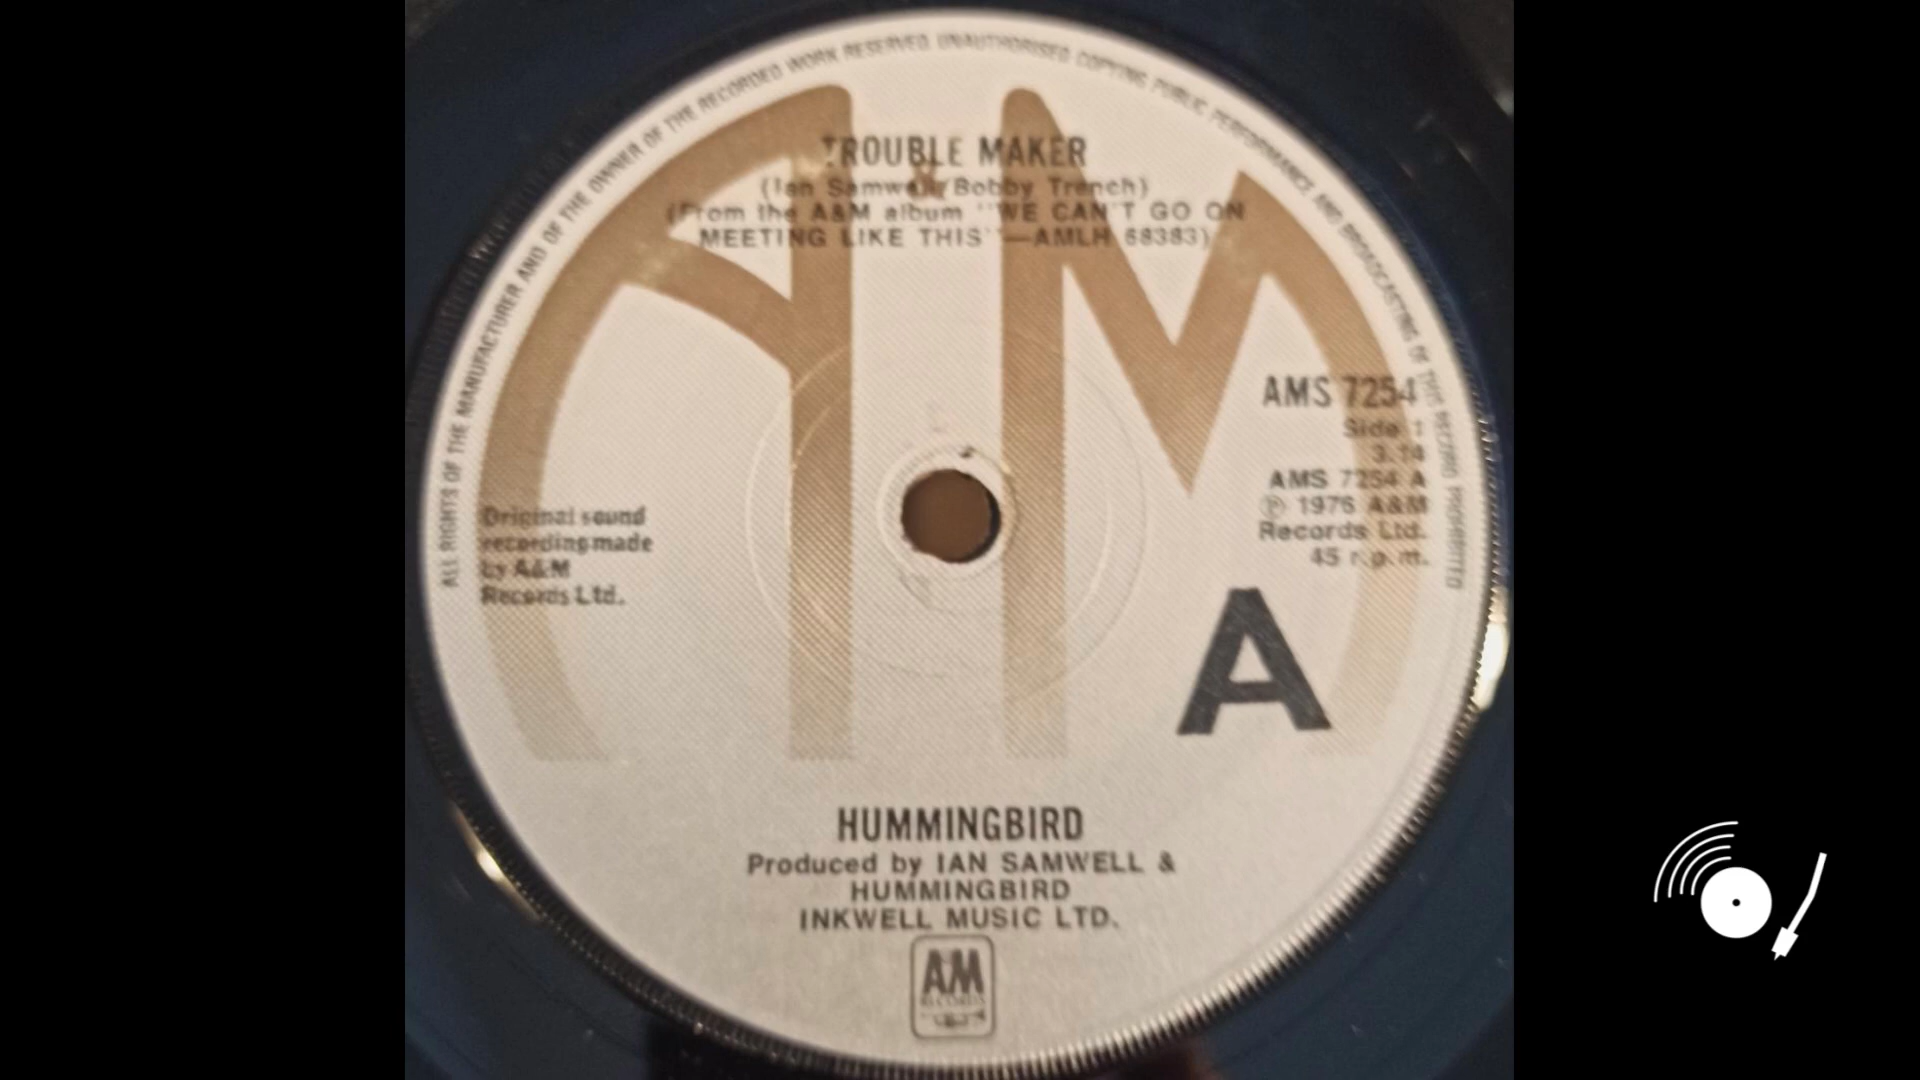 ALL RIGHTS OF THE MANUFACTURER AND OF THE OWNER OF THE RECORDED WORK RESERVED. UNAUTHORISED COPYING PUBLIC PERFORMANCE AND BROADCASTING OF THIS RECORD PROHIBITED
TROUBLE MAKER
&
(Ian Samwell/Bobby Trench)
(From the A&M album "WE CAN'T GO ON
MEETING LIKE THIS"—AMLH 68383)
AMS 7254
Side 1
3.14
AMS 7254 A
℗ 1976 A&M
Records Ltd.
45 r.p.m.
Original sound
recording made
by A&M
Records Ltd.
A
HUMMINGBIRD
Produced by IAN SAMWELL &
HUMMINGBIRD
INKWELL MUSIC LTD.
A&M
RECORDS